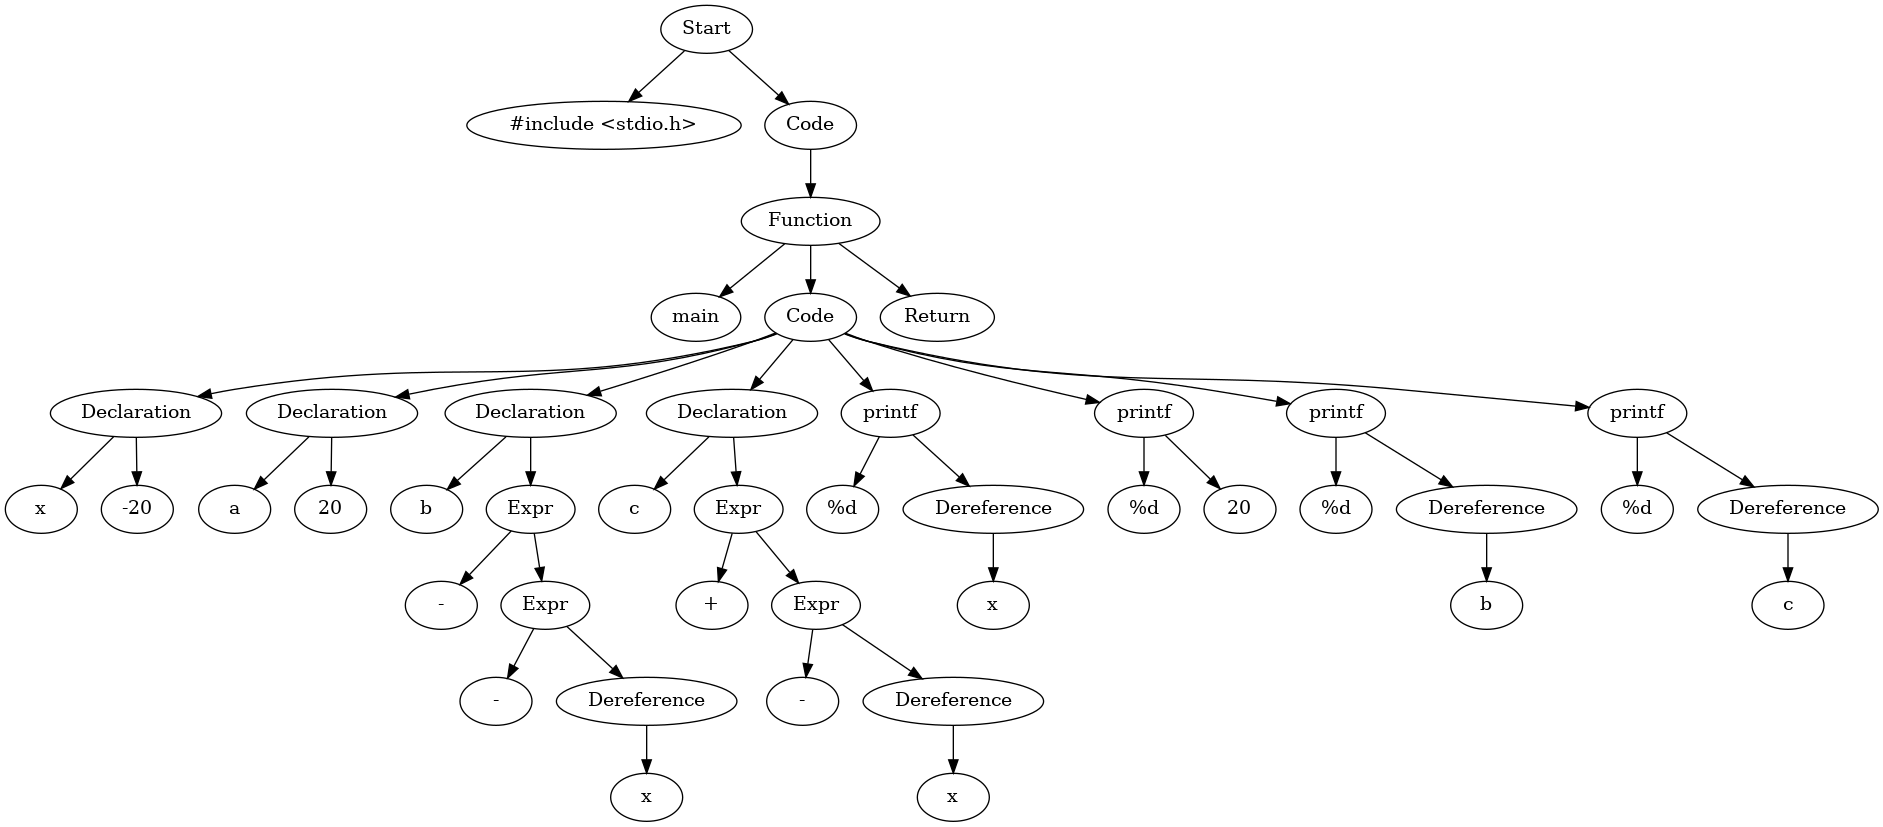 Start
#include <stdio.h>
Code
Function
main
Code
Return
Declaration
Declaration
Declaration
Declaration
printf
printf
printf
printf
x
-20
a
20
b
Expr
c
Expr
%d
Dereference
%d
20
%d
Dereference
%d
Dereference
-
Expr
+
Expr
x
b
c
-
Dereference
-
Dereference
x
x